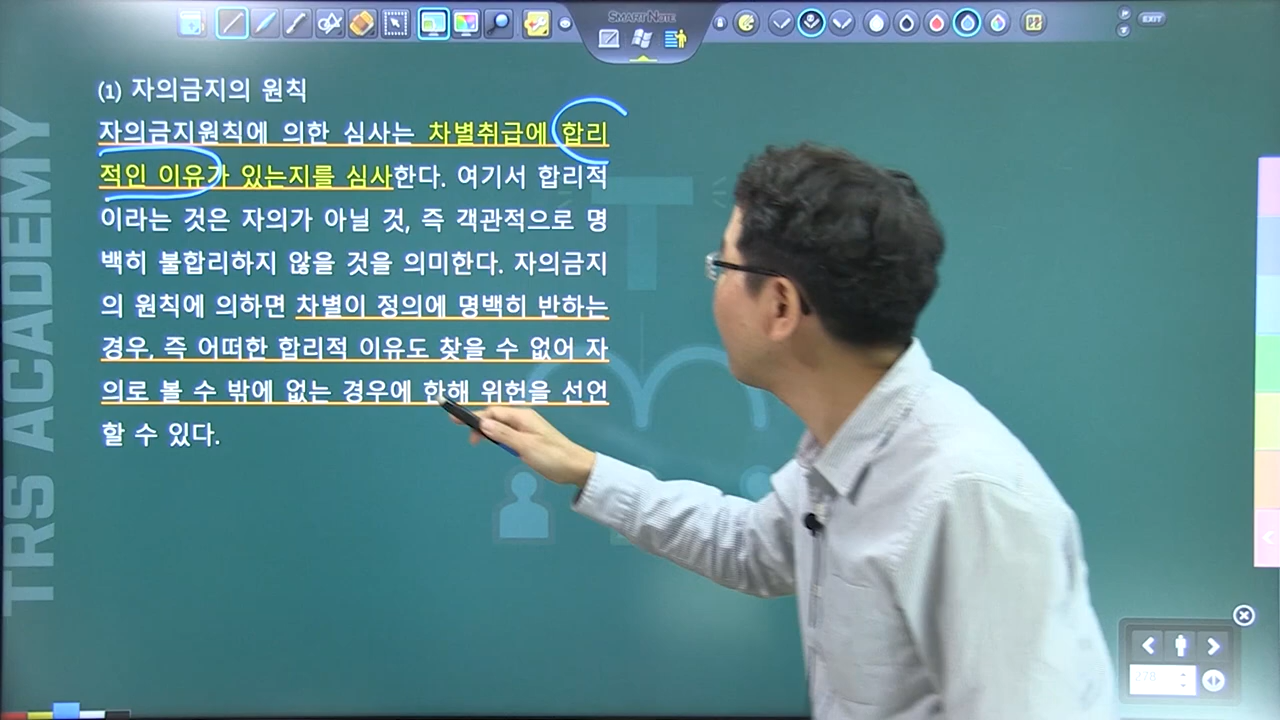 SMART NOTE
EXIT
(1) 자의금지의 원칙
자의금지원칙에 의한 심사는 차별취급에 합리
적인 이유가 있는지를 심사한다. 여기서 합리적
이라는 것은 자의가 아닐 것, 즉 객관적으로 명
백히 불합리하지 않을 것을 의미한다. 자의금지
의 원칙에 의하면 차별이 정의에 명백히 반하는
경우, 즉 어떠한 합리적 이유도 찾을 수 없어 자
의로 볼 수 밖에 없는 경우에 한해 위헌을 선언
할 수 있다.
TRS ACADEMY
278